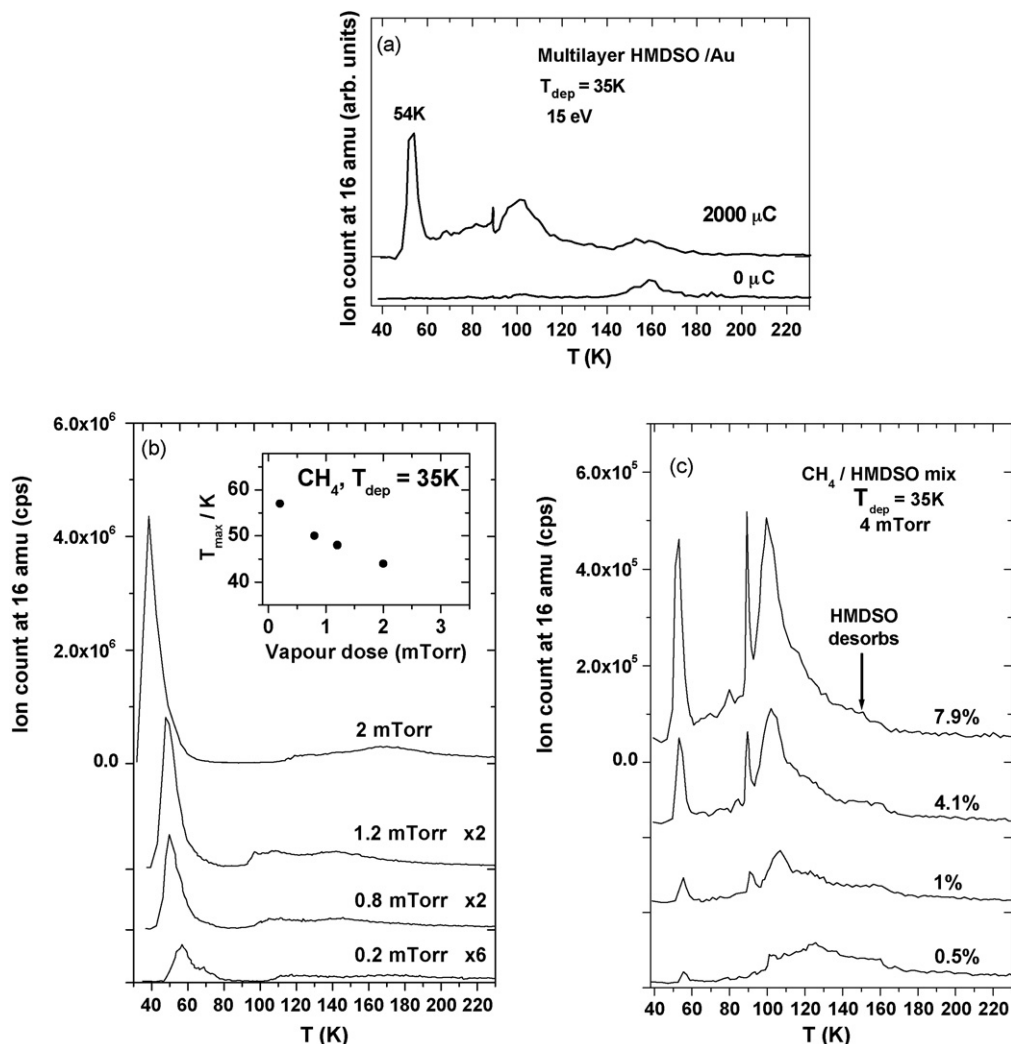 (a)
Multilayer HMDSO /Au
T_dep = 35K
15 eV
54K
2000 µC
0 µC
Ion count at 16 amu (arb. units)
40 60 80 100 120 140 160 180 200 220
T (K)
(b)
6.0x10^6
4.0x10^6
2.0x10^6
0.0
Ion count at 16 amu (cps)
CH_4, T_dep = 35K
T_max / K
60
50
40
0 1 2 3
Vapour dose (mTorr)
2 mTorr
1.2 mTorr x2
0.8 mTorr x2
0.2 mTorr x6
40 60 80 100 120 140 160 180 200 220
T (K)
(c)
6.0x10^5
4.0x10^5
2.0x10^5
0.0
Ion count at 16 amu (cps)
CH_4 / HMDSO mix
T_dep = 35K
4 mTorr
HMDSO
desorbs
7.9%
4.1%
1%
0.5%
40 60 80 100 120 140 160 180 200 220
T (K)